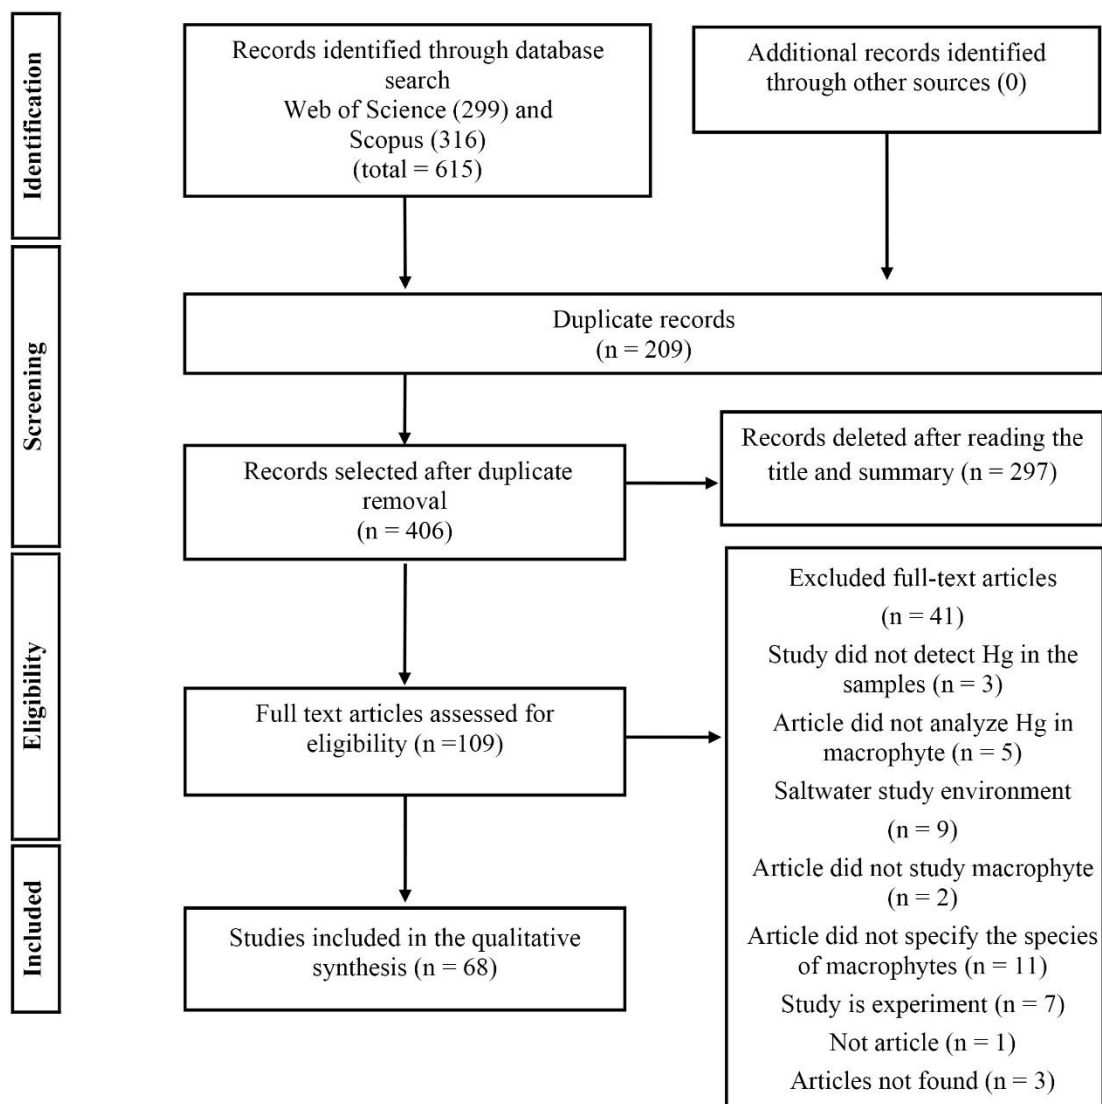 Identification
Records identified through database
search
Web of Science (299) and
Scopus (316)
(total = 615)
Additional records identified
through other sources (0)
Screening
Duplicate records
(n = 209)
Records selected after duplicate
removal
(n = 406)
Records deleted after reading the
title and summary (n = 297)
Eligibility
Full text articles assessed for
eligibility (n =109)
Excluded full-text articles
(n = 41)
Study did not detect Hg in the
samples (n = 3)
Article did not analyze Hg in
macrophyte (n = 5)
Saltwater study environment
(n = 9)
Article did not study macrophyte
(n = 2)
Article did not specify the species
of macrophytes (n = 11)
Study is experiment (n = 7)
Not article (n = 1)
Articles not found (n = 3)
Included
Studies included in the qualitative
synthesis (n = 68)